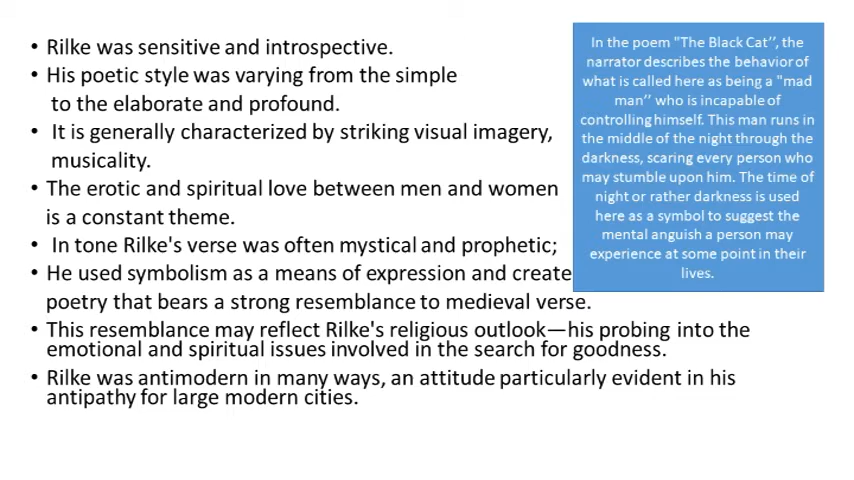 • Rilke was sensitive and introspective.
• His poetic style was varying from the simple
to the elaborate and profound.
• It is generally characterized by striking visual imagery,
musicality.
• The erotic and spiritual love between men and women
is a constant theme.
• In tone Rilke's verse was often mystical and prophetic;
• He used symbolism as a means of expression and create
poetry that bears a strong resemblance to medieval verse.
• This resemblance may reflect Rilke's religious outlook—his probing into the
emotional and spiritual issues involved in the search for goodness.
• Rilke was antimodern in many ways, an attitude particularly evident in his
antipathy for large modern cities.
In the poem "The Black Cat’’, the
narrator describes the behavior of
what is called here as being a "mad
man’’ who is incapable of
controlling himself. This man runs in
the middle of the night through the
darkness, scaring every person who
may stumble upon him. The time of
night or rather darkness is used
here as a symbol to suggest the
mental anguish a person may
experience at some point in their
lives.